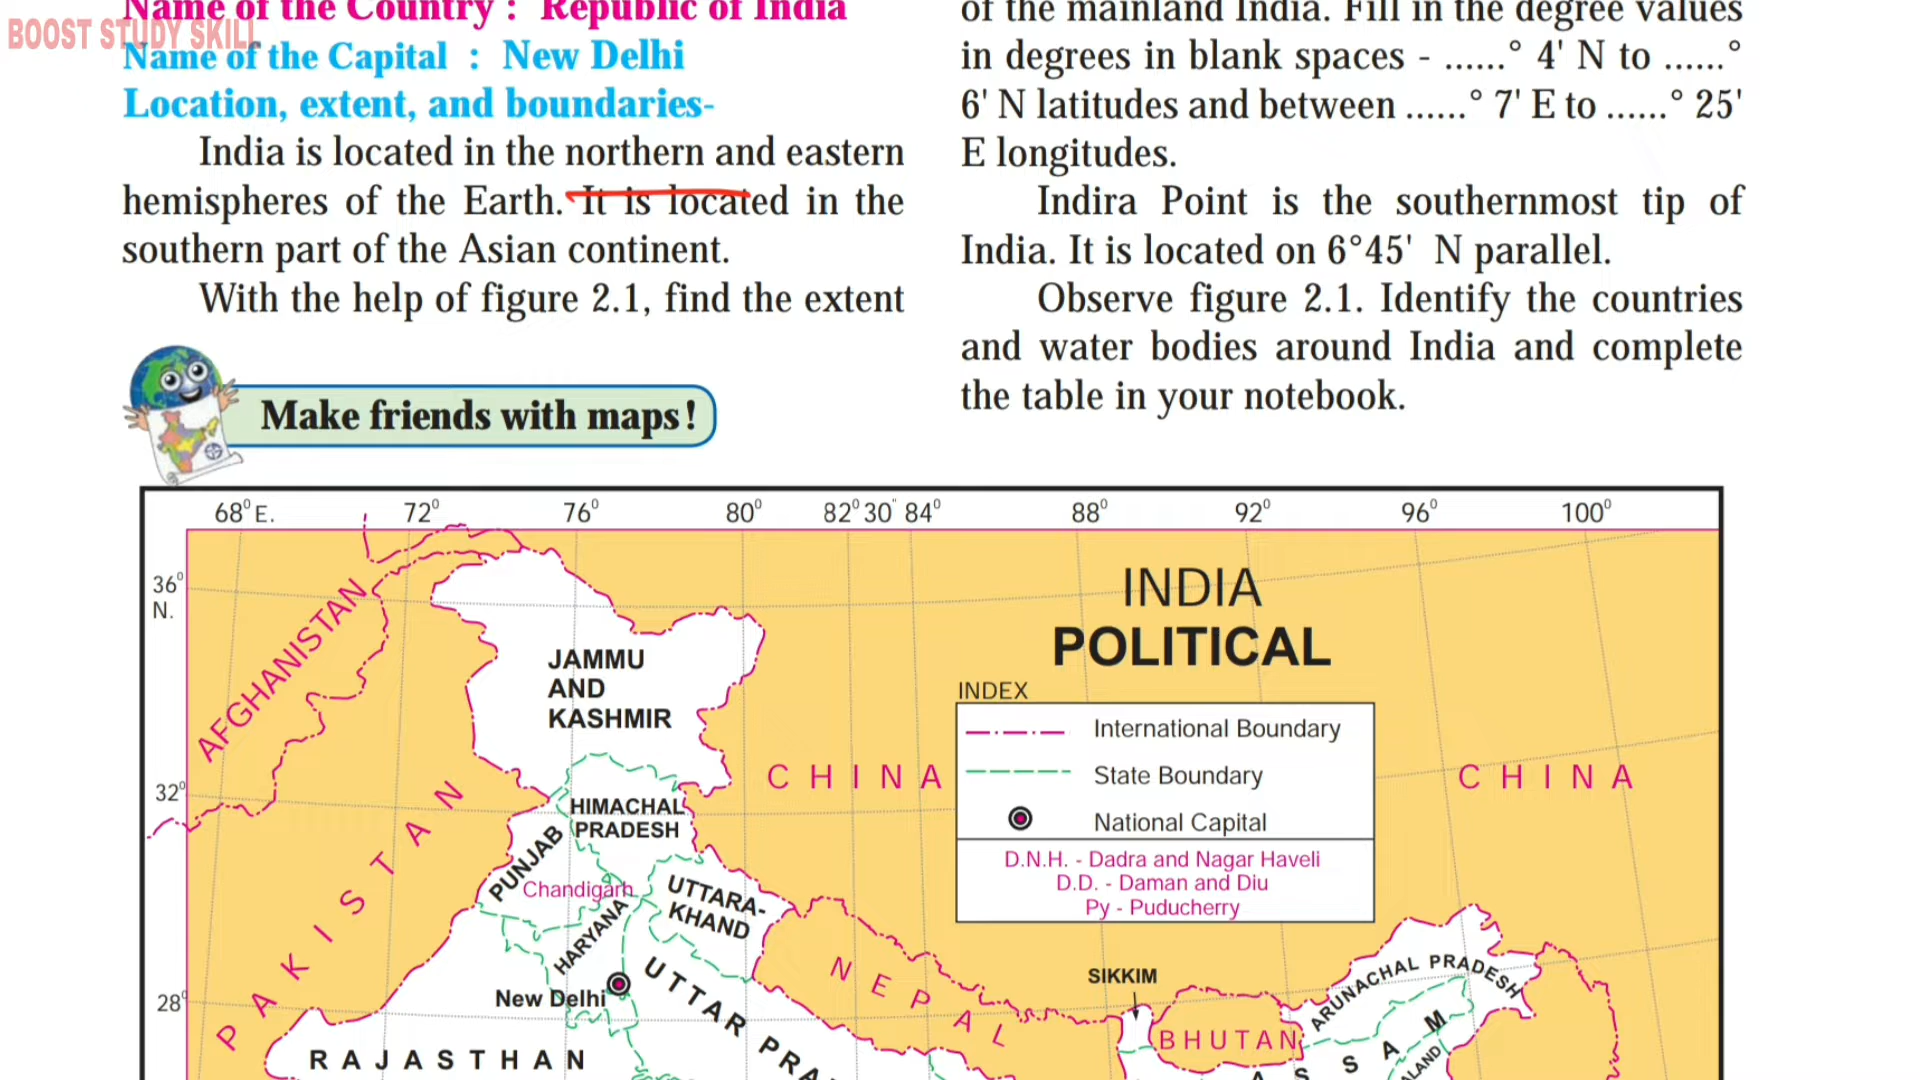 BOOST STUDY SKILL
Name of the Country : Republic of India
Name of the Capital : New Delhi
Location, extent, and boundaries-
India is located in the northern and eastern
hemispheres of the Earth. It is located in the
southern part of the Asian continent.
With the help of figure 2.1, find the extent
of the mainland India. Fill in the degree values
in degrees in blank spaces - ......° 4' N to ......°
6' N latitudes and between ......° 7' E to ......° 25'
E longitudes.
Indira Point is the southernmost tip of
India. It is located on 6°45' N parallel.
Observe figure 2.1. Identify the countries
and water bodies around India and complete
the table in your notebook.
Make friends with maps!
68° E. 72° 76° 80° 82°30" 84° 88° 92° 96° 100°
36°
N.
32°
28°
INDIA
POLITICAL
INDEX
International Boundary
State Boundary
National Capital
D.N.H. - Dadra and Nagar Haveli
D.D. - Daman and Diu
Py - Puducherry
AFGHANISTAN
PAKISTAN
JAMMU
AND
KASHMIR
CHINA
CHINA
HIMACHAL
PRADESH
PUNJAB
Chandigarh
UTTARA-
KHAND
HARYANA
New Delhi
UTTAR PRA
NEPAL
SIKKIM
BHUTAN
ARUNACHAL PRADESH
RAJASTHAN
ASSAM
ALAND